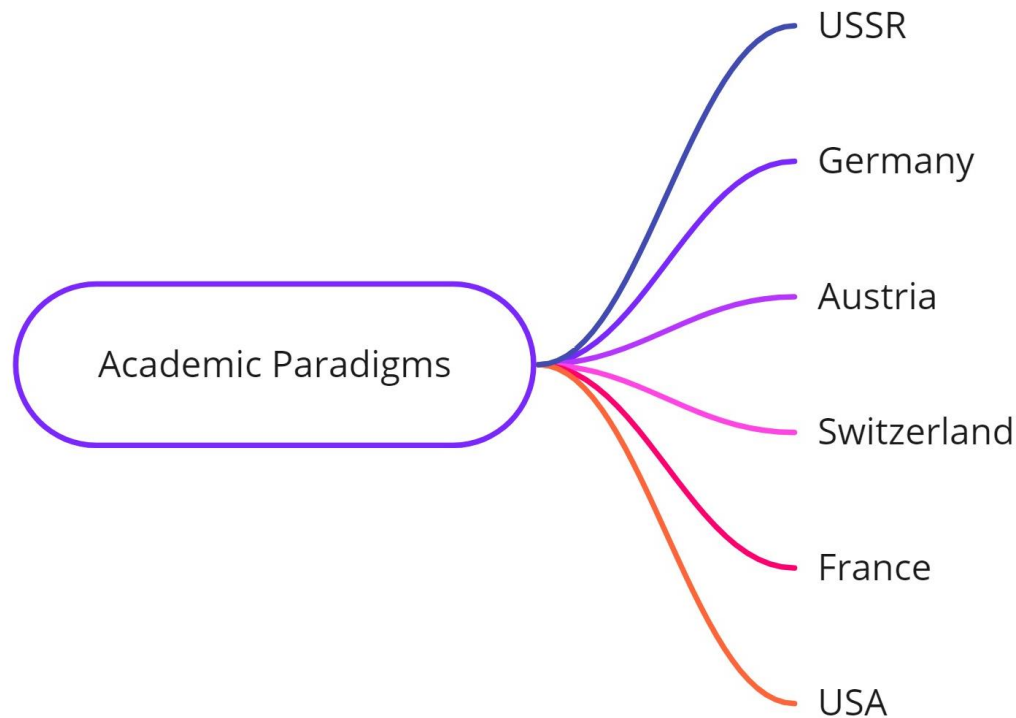 USSR
Germany
Austria
Academic Paradigms
Switzerland
France
USA